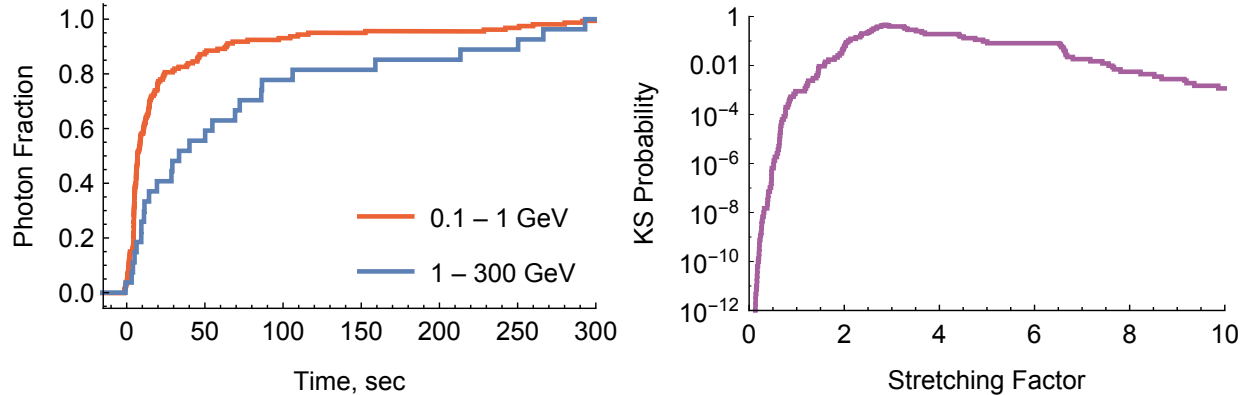 1.0
0.8
0.6
0.4
0.2
0.0
Photon Fraction
0.1 – 1 GeV
1 – 300 GeV
0 50 100 150 200 250 300
Time, sec
1
0.01
10⁻⁴
10⁻⁶
10⁻⁸
10⁻¹⁰
10⁻¹²
KS Probability
0 2 4 6 8 10
Stretching Factor